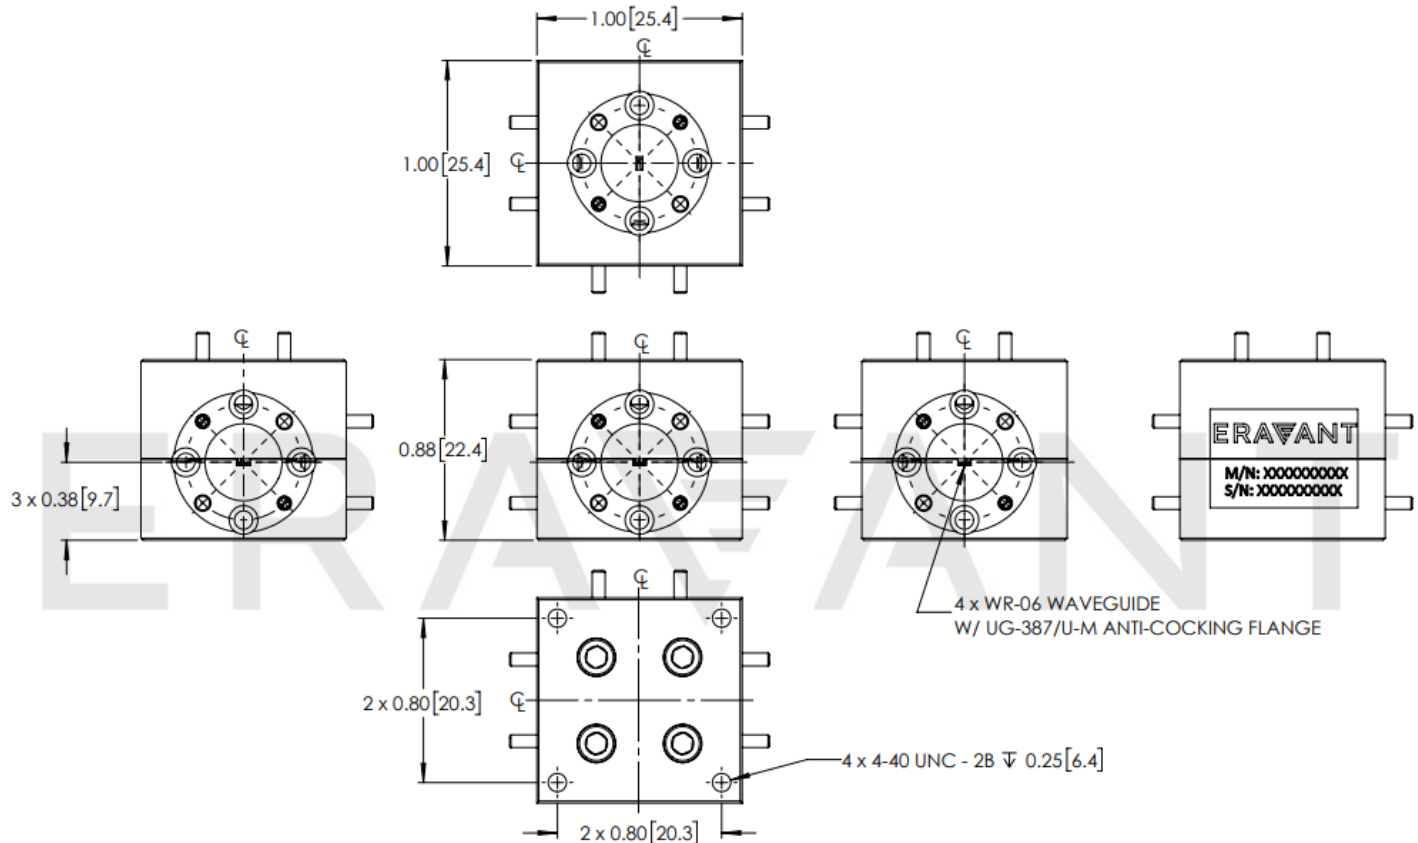 1.00[25.4]
℄
1.00[25.4]
℄
℄
℄
℄
0.88[22.4]
3 x 0.38[9.7]
ERAVANT
M/N: XXXXXXXXXXX
S/N: XXXXXXXXXXX
ERAVANT
4 x WR-06 WAVEGUIDE
W/ UG-387/U-M ANTI-COCKING FLANGE
℄
2 x 0.80[20.3]
℄
4 x 4-40 UNC - 2B ↧ 0.25[6.4]
2 x 0.80[20.3]